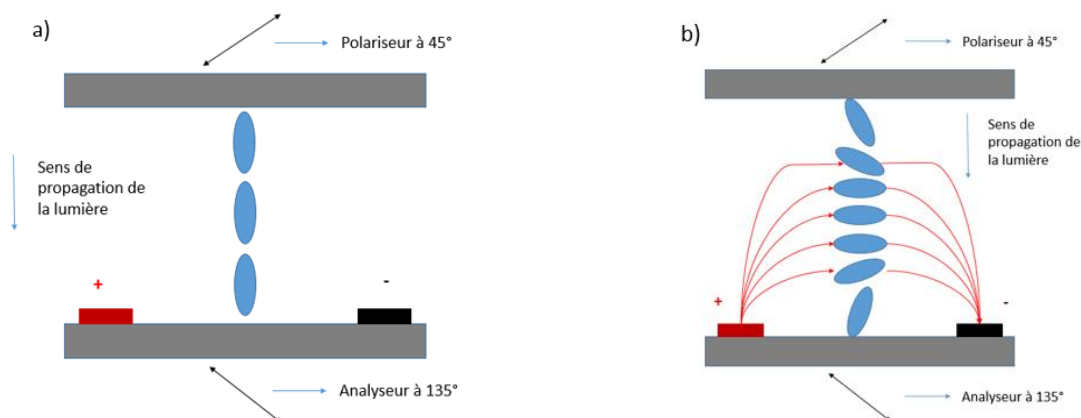 a)
Polariseur à 45°
Sens de
propagation de
la lumière
+
-
Analyseur à 135°
b)
Polariseur à 45°
Sens de
propagation de
la lumière
+
-
Analyseur à 135°